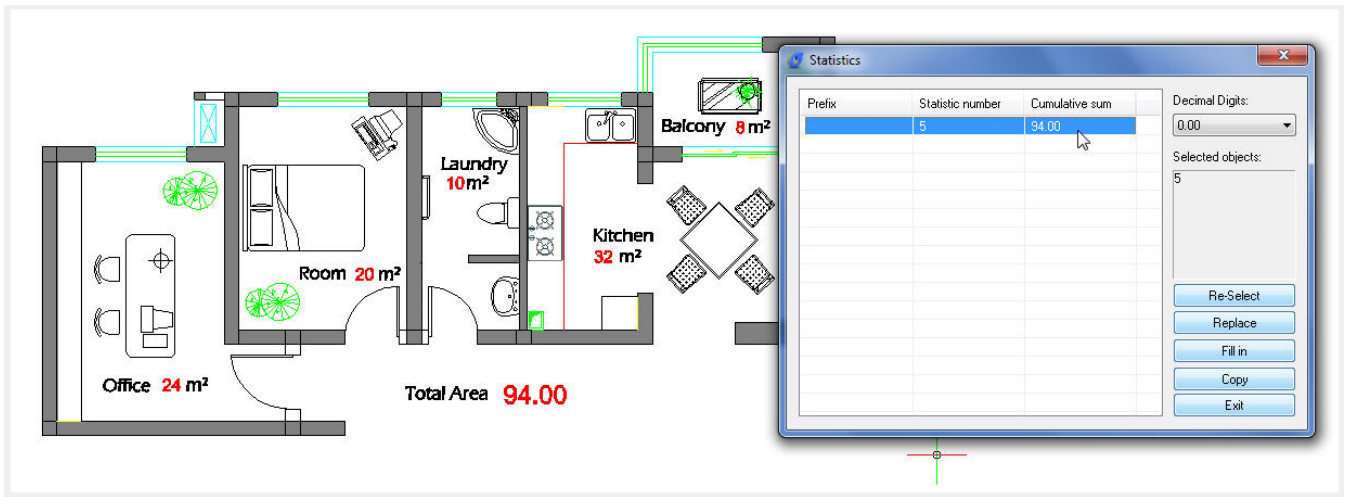 Statistics
Prefix Statistic number Cumulative sum
5 94.00
Decimal Digits:
0.00
Selected objects:
5
Re-Select
Replace
Fill in
Copy
Exit
Balcony 8 m²
Laundry
10m²
Kitchen
32 m²
Room 20 m²
Office 24 m²
Total Area 94.00